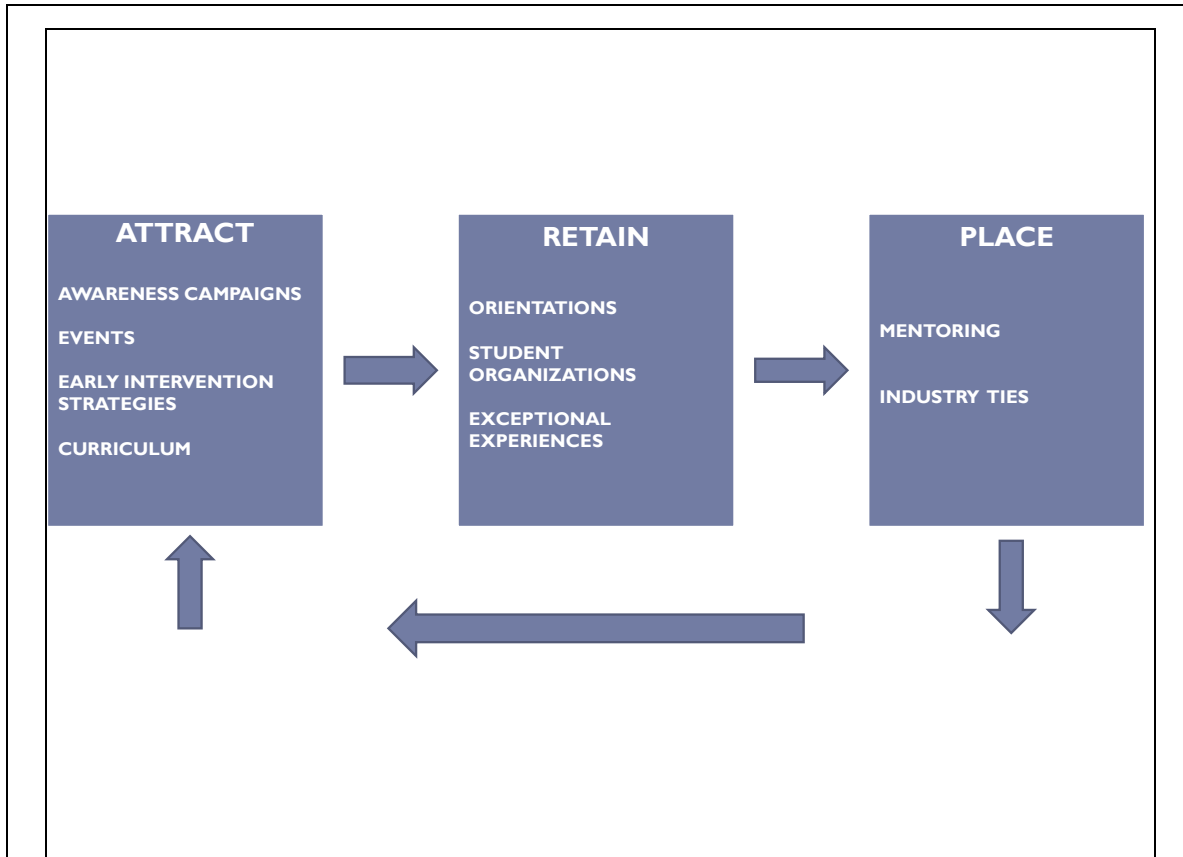 ATTRACT
AWARENESS CAMPAIGNS
EVENTS
EARLY INTERVENTION
STRATEGIES
CURRICULUM
RETAIN
ORIENTATIONS
STUDENT
ORGANIZATIONS
EXCEPTIONAL
EXPERIENCES
PLACE
MENTORING
INDUSTRY TIES